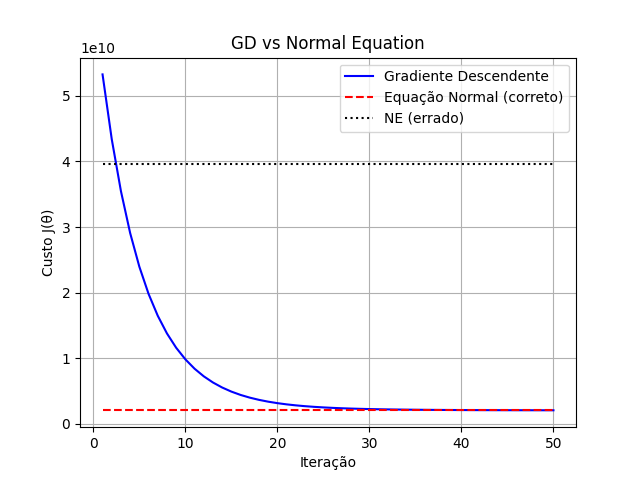 GD vs Normal Equation
1e10
Gradiente Descendente
Equação Normal (correto)
NE (errado)
5
4
3
2
1
0
Custo J(θ)
0 10 20 30 40 50
Iteração